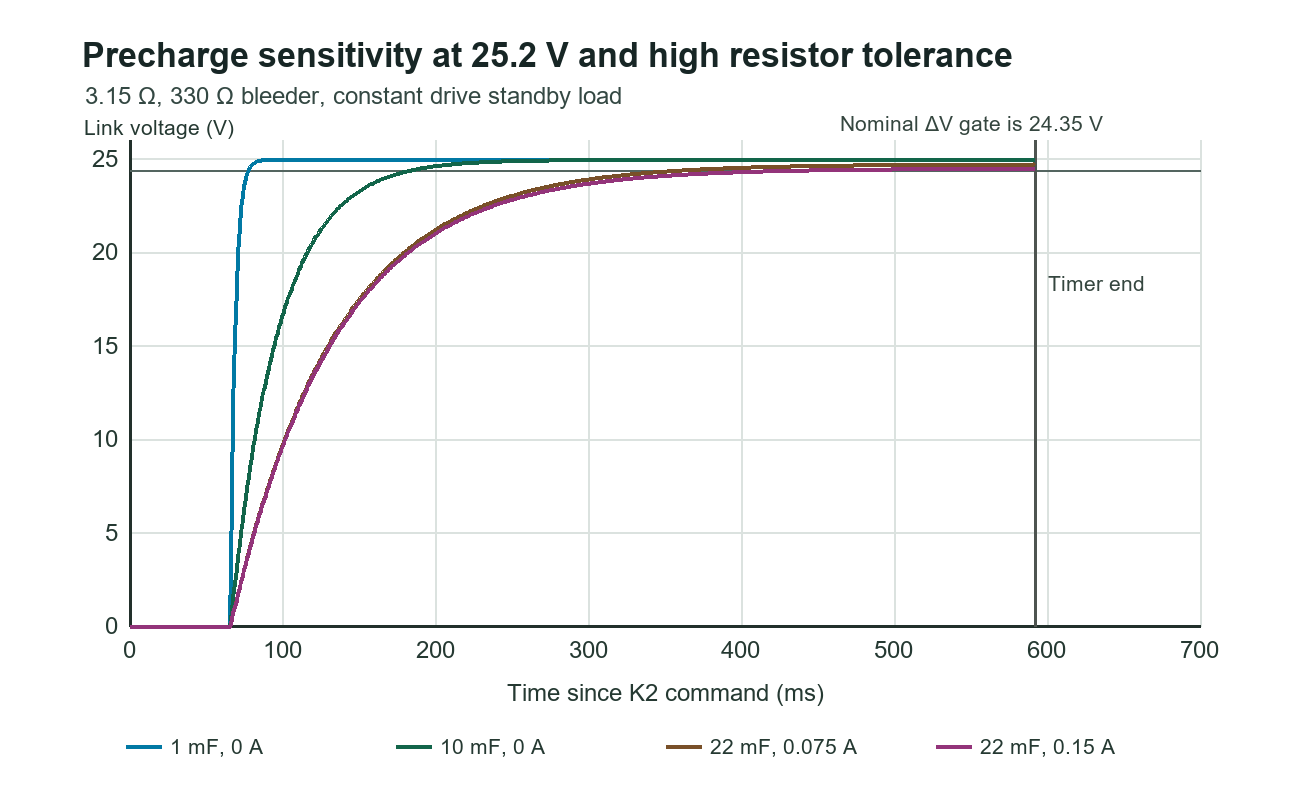 Precharge sensitivity at 25.2 V and high resistor tolerance
3.15 Ω, 330 Ω bleeder, constant drive standby load
Link voltage (V)
Nominal ΔV gate is 24.35 V
25
20
15
10
5
0
Timer end
0 100 200 300 400 500 600 700
Time since K2 command (ms)
1 mF, 0 A 10 mF, 0 A 22 mF, 0.075 A 22 mF, 0.15 A